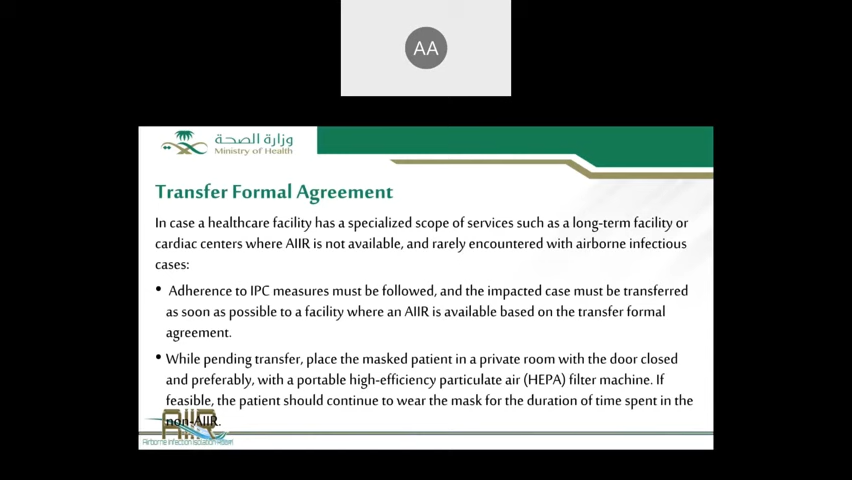 AA
وزارة الصحة
Ministry of Health
Transfer Formal Agreement
In case a healthcare facility has a specialized scope of services such as a long-term facility or
cardiac centers where AIIR is not available, and rarely encountered with airborne infectious
cases:
• Adherence to IPC measures must be followed, and the impacted case must be transferred
as soon as possible to a facility where an AIIR is available based on the transfer formal
agreement.
• While pending transfer, place the masked patient in a private room with the door closed
and preferably, with a portable high-efficiency particulate air (HEPA) filter machine. If
feasible, the patient should continue to wear the mask for the duration of time spent in the
non-AIIR.
AIIR
Airborne Infection Isolation Room